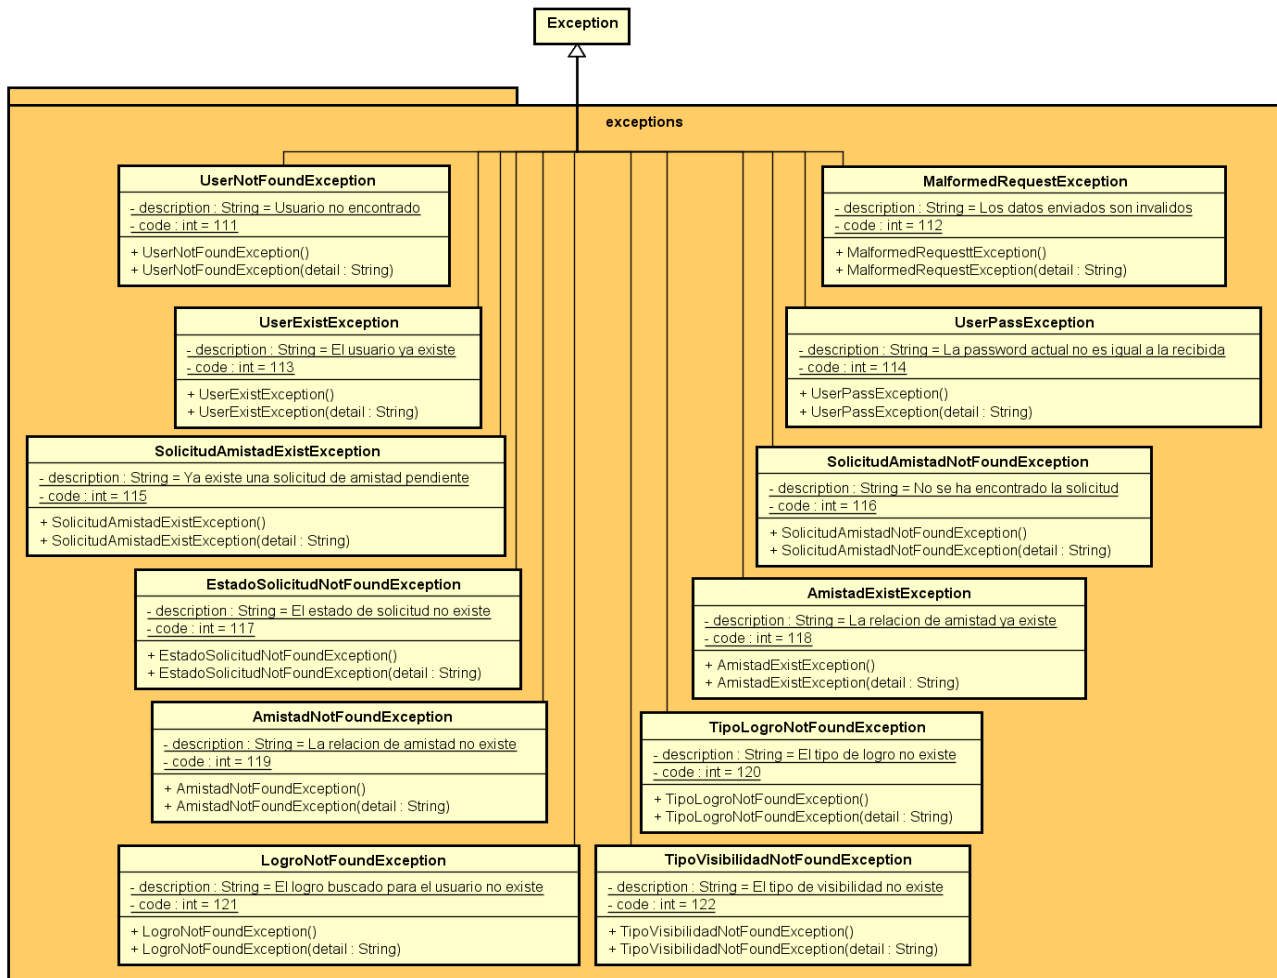 Exception
exceptions
UserNotFoundException
- description : String = Usuario no encontrado
- code : int = 111
+ UserNotFoundException()
+ UserNotFoundException(detail : String)
MalformedRequestException
- description : String = Los datos enviados son invalidos
- code : int = 112
+ MalformedRequesttException()
+ MalformedRequestException(detail : String)
UserExistException
- description : String = El usuario ya existe
- code : int = 113
+ UserExistException()
+ UserExistException(detail : String)
UserPassException
- description : String = La password actual no es igual a la recibida
- code : int = 114
+ UserPassException()
+ UserPassException(detail : String)
SolicitudAmistadExistException
- description : String = Ya existe una solicitud de amistad pendiente
- code : int = 115
+ SolicitudAmistadExistException()
+ SolicitudAmistadExistException(detail : String)
SolicitudAmistadNotFoundException
- description : String = No se ha encontrado la solicitud
- code : int = 116
+ SolicitudAmistadNotFoundException()
+ SolicitudAmistadNotFoundException(detail : String)
EstadoSolicitudNotFoundException
- description : String = El estado de solicitud no existe
- code : int = 117
+ EstadoSolicitudNotFoundException()
+ EstadoSolicitudNotFoundException(detail : String)
AmistadExistException
- description : String = La relacion de amistad ya existe
- code : int = 118
+ AmistadExistException()
+ AmistadExistException(detail : String)
AmistadNotFoundException
- description : String = La relacion de amistad no existe
- code : int = 119
+ AmistadNotFoundException()
+ AmistadNotFoundException(detail : String)
TipoLogroNotFoundException
- description : String = El tipo de logro no existe
- code : int = 120
+ TipoLogroNotFoundException()
+ TipoLogroNotFoundException(detail : String)
LogroNotFoundException
- description : String = El logro buscado para el usuario no existe
- code : int = 121
+ LogroNotFoundException()
+ LogroNotFoundException(detail : String)
TipoVisibilidadNotFoundException
- description : String = El tipo de visibilidad no existe
- code : int = 122
+ TipoVisibilidadNotFoundException()
+ TipoVisibilidadNotFoundException(detail : String)